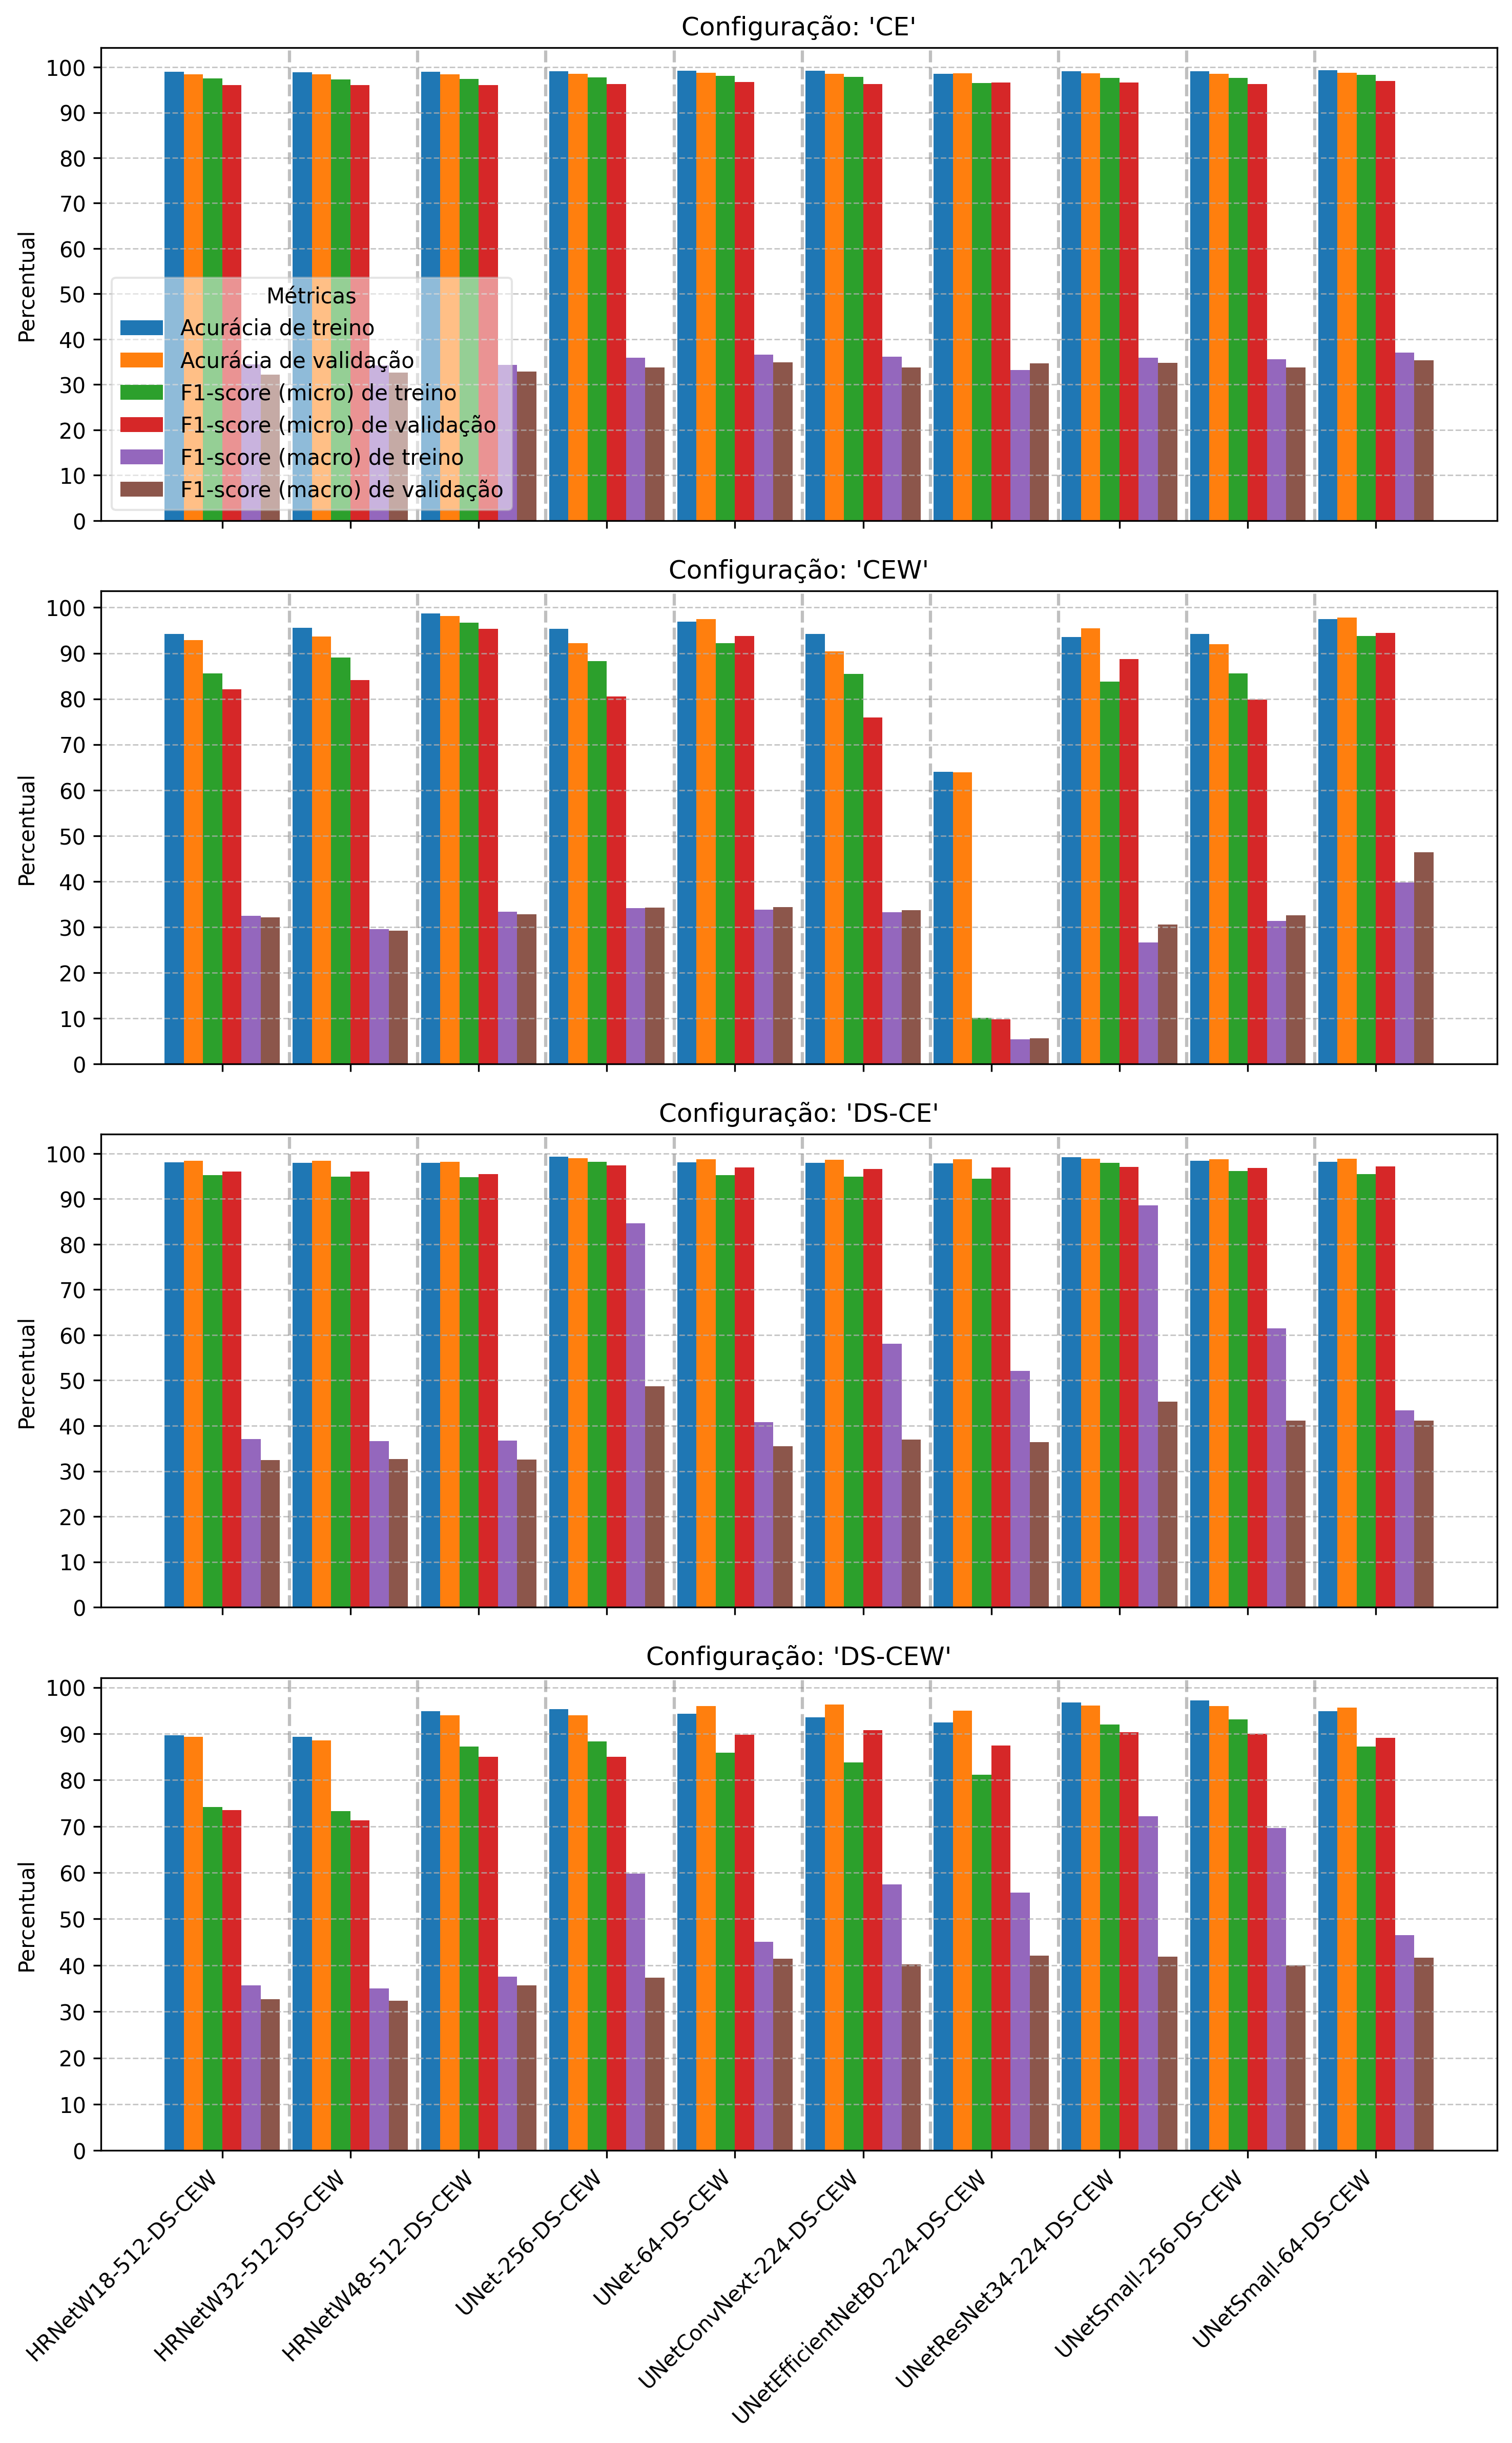 Configuração: 'CE'
100
90
80
70
60
50
40
30
20
10
0
Percentual
Métricas
Acurácia de treino
Acurácia de validação
F1-score (micro) de treino
F1-score (micro) de validação
F1-score (macro) de treino
F1-score (macro) de validação
Configuração: 'CEW'
100
90
80
70
60
50
40
30
20
10
0
Percentual
Configuração: 'DS-CE'
100
90
80
70
60
50
40
30
20
10
0
Percentual
Configuração: 'DS-CEW'
100
90
80
70
60
50
40
30
20
10
0
Percentual
HRNetW18-512-DS-CEW
HRNetW32-512-DS-CEW
HRNetW48-512-DS-CEW
UNet-256-DS-CEW
UNet-64-DS-CEW
UNetConvNext-224-DS-CEW
UNetEfficientNetB0-224-DS-CEW
UNetResNet34-224-DS-CEW
UNetSmall-256-DS-CEW
UNetSmall-64-DS-CEW